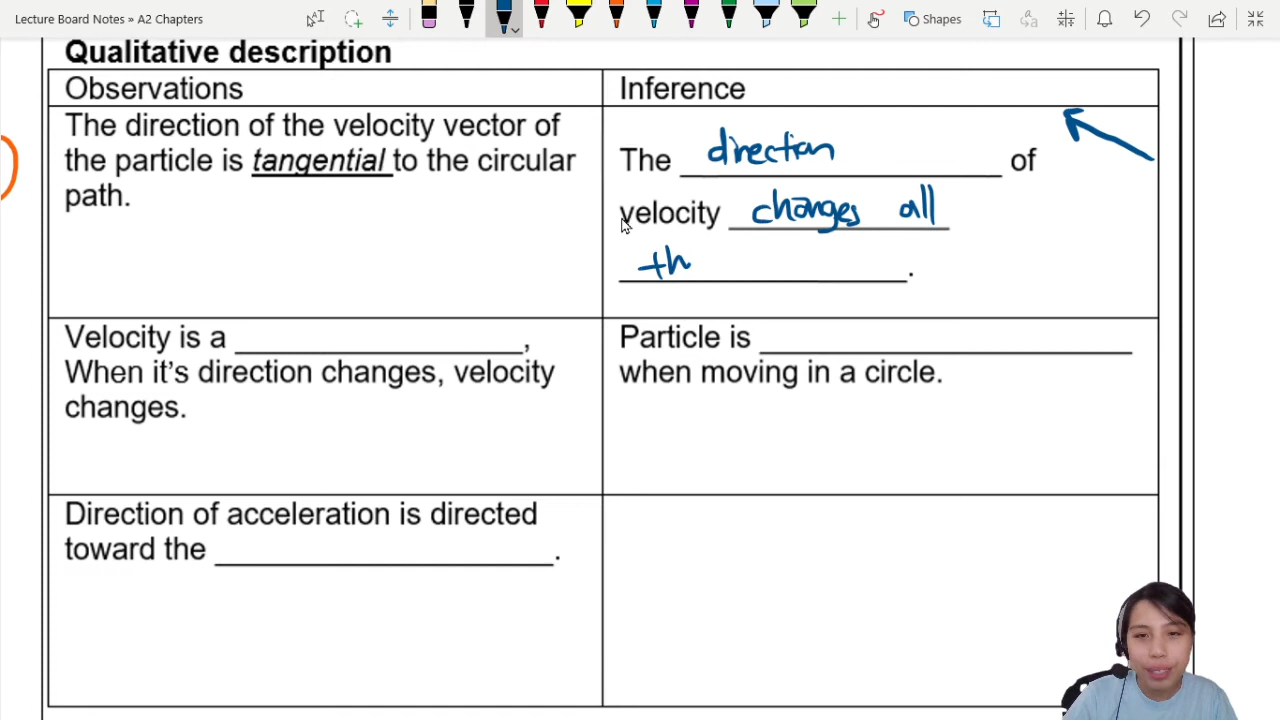 Lecture Board Notes » A2 Chapters
Shapes
Qualitative description
Observations
Inference
The direction of the velocity vector of
the particle is tangential to the circular
path.
The direction of
velocity changes all
th .
Velocity is a ,
When it's direction changes, velocity
changes.
Particle is
when moving in a circle.
Direction of acceleration is directed
toward the .